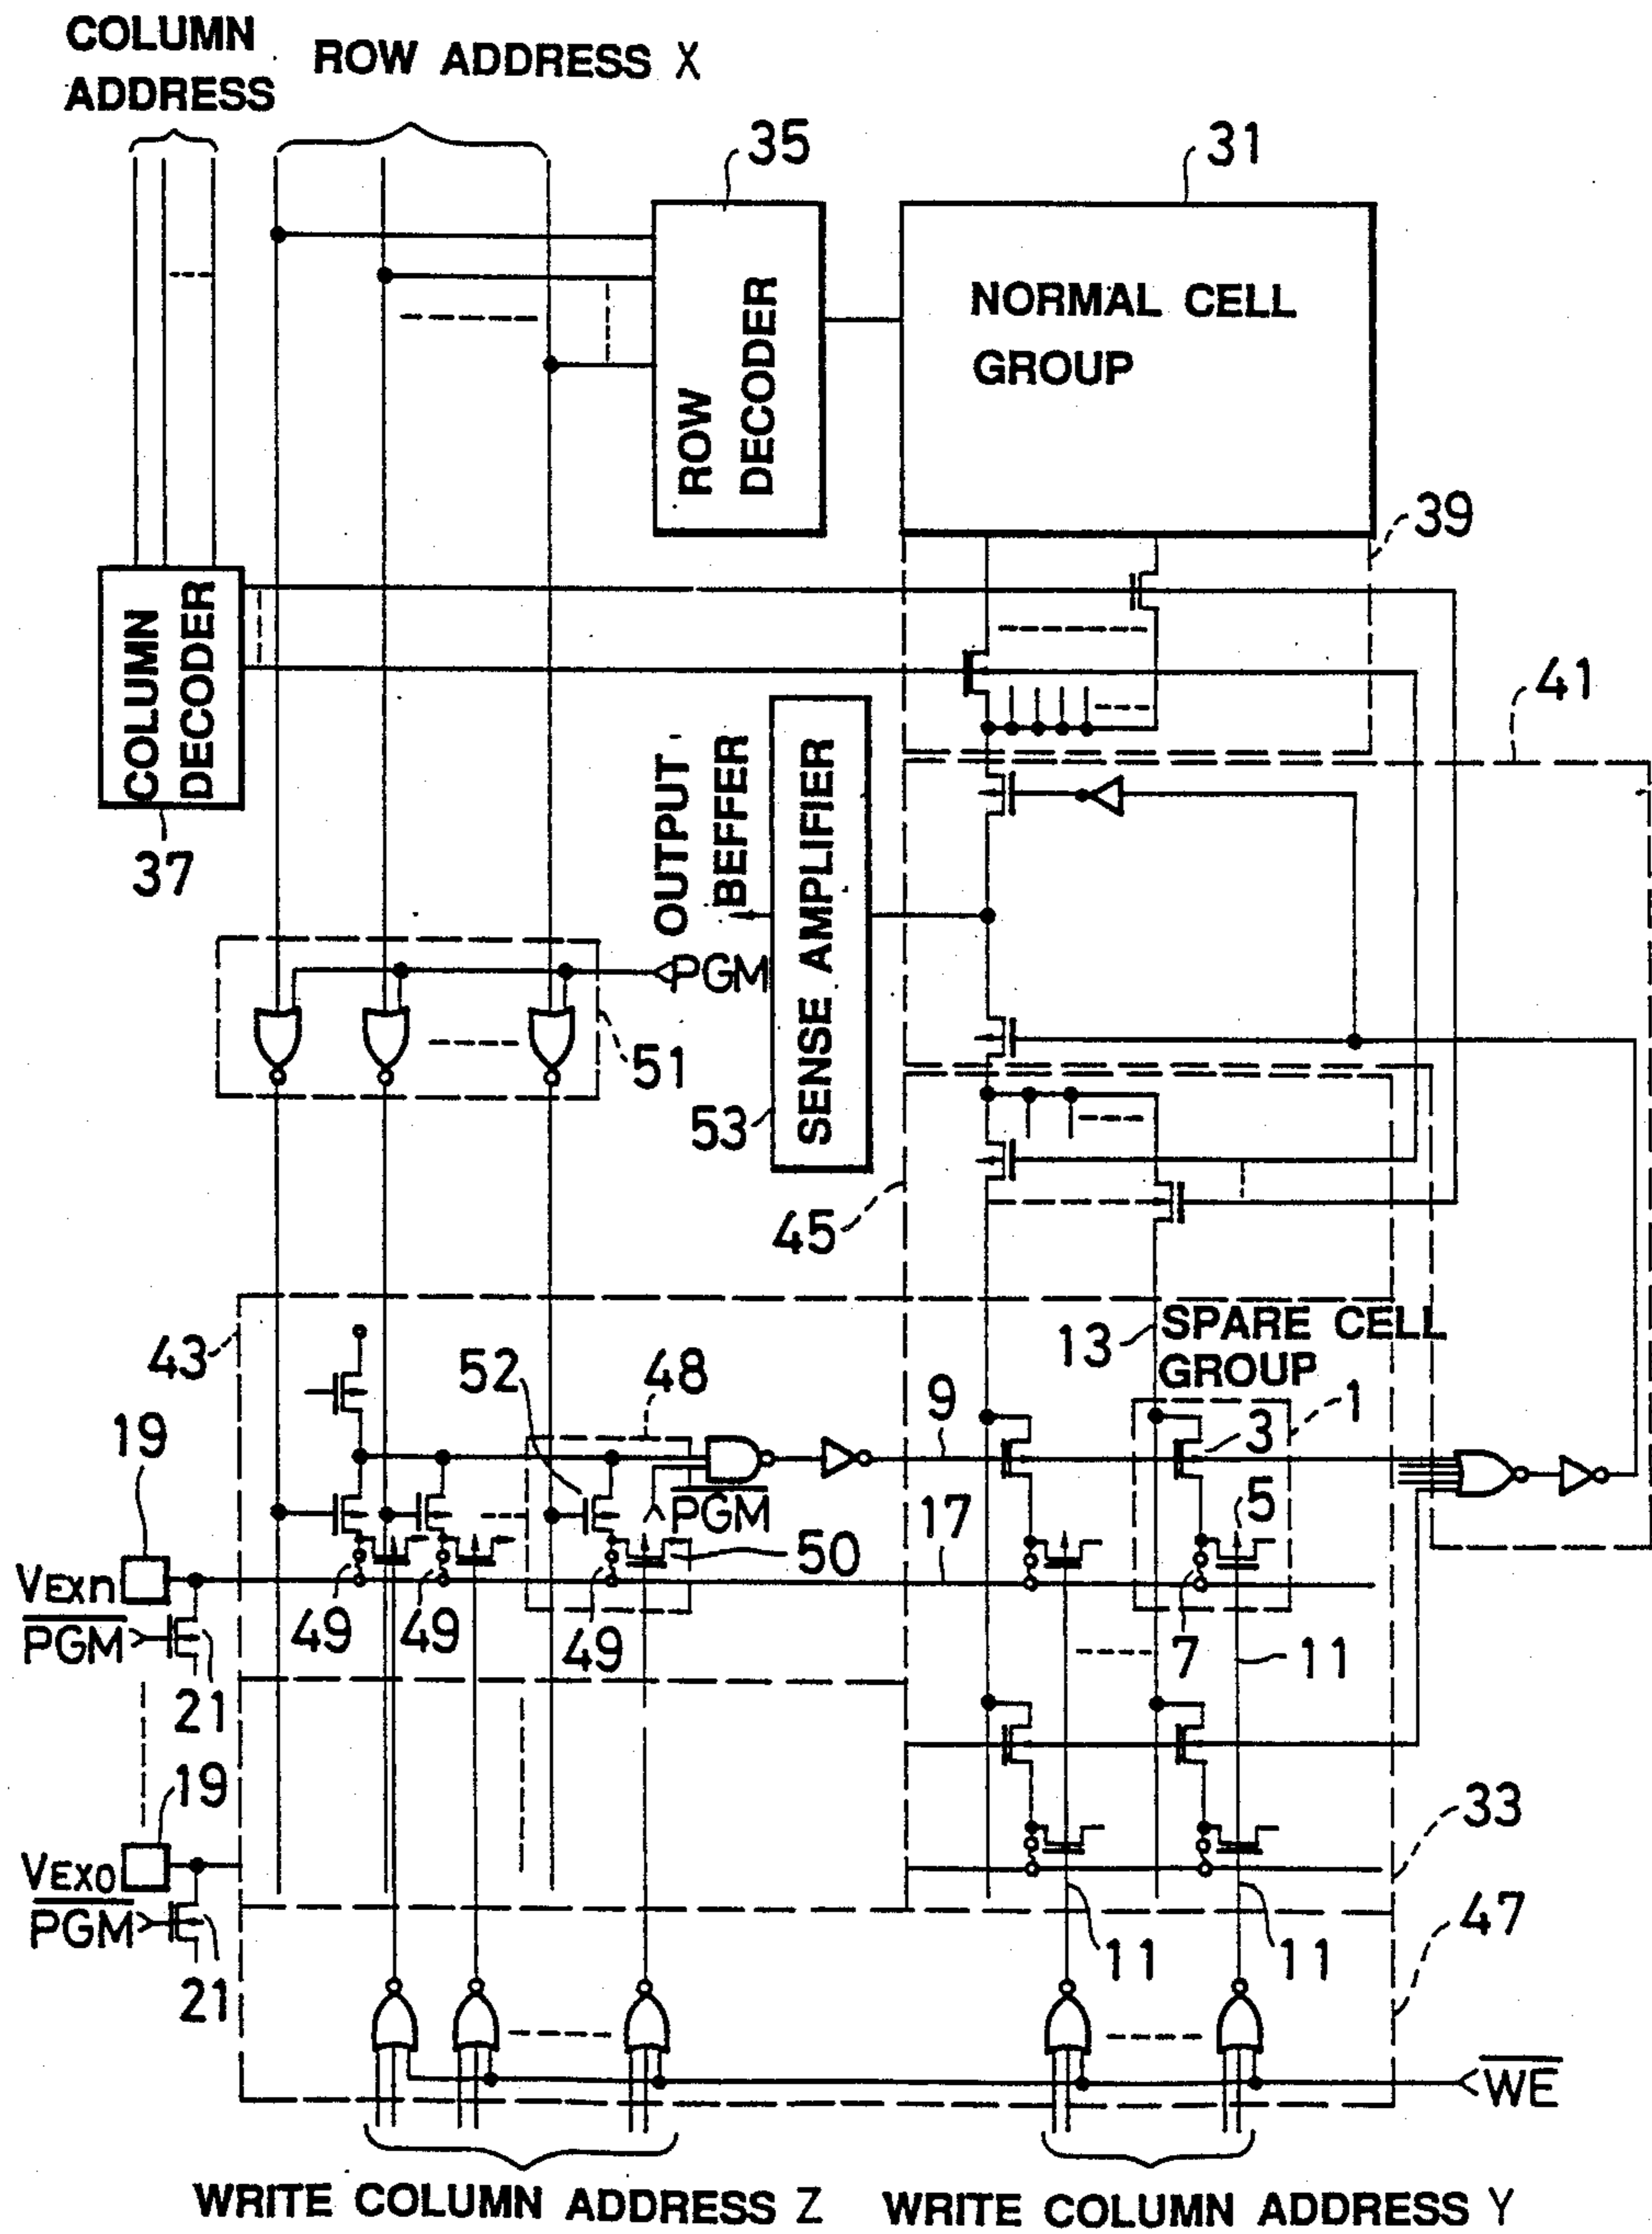 COLUMN
ADDRESS
ROW ADDRESS X
35
31
NORMAL CELL
GROUP
ROW
DECODER
39
COLUMN
DECODER
37
41
OUTPUT
BEFFER
SENSE AMPLIFIER
PGM
51
53
45
43
13
SPARE CELL
GROUP
52
48
9
1
3
19
PGM
5
17
50
VEXn
49
49
49
7
11
PGM
21
19
33
VEXO
PGM
21
11
11
47
WE
WRITE COLUMN ADDRESS Z
WRITE COLUMN ADDRESS Y